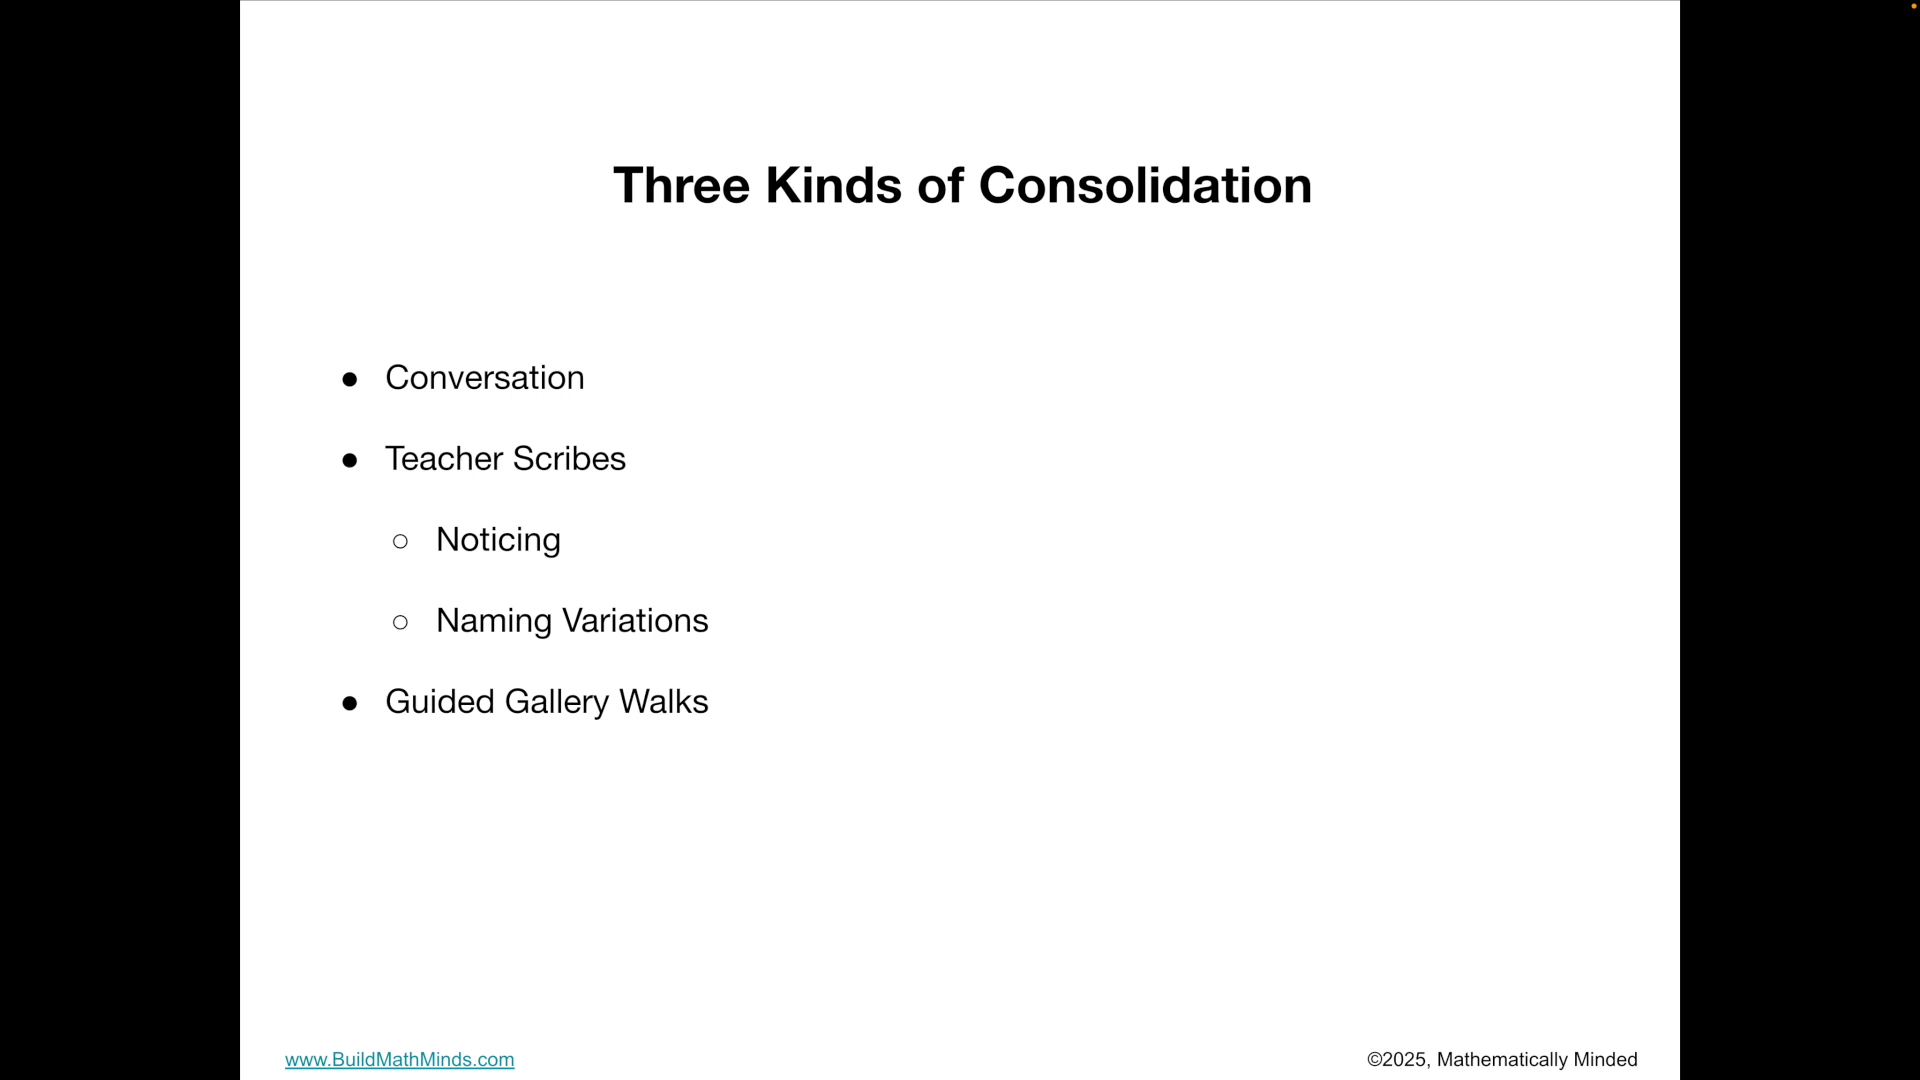 Three Kinds of Consolidation
● Conversation
● Teacher Scribes
○ Noticing
○ Naming Variations
● Guided Gallery Walks
www.BuildMathMinds.com
©2025, Mathematically Minded